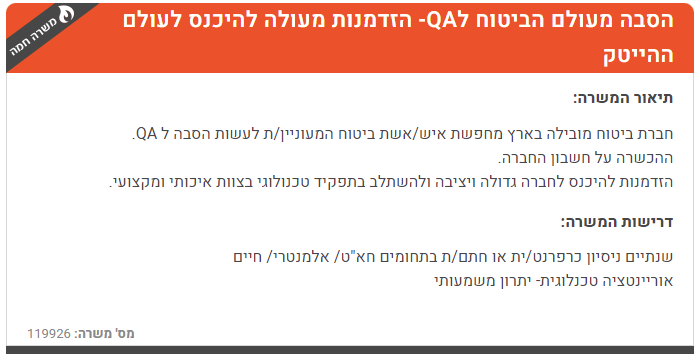 משרה חמה
הסבה מעולם הביטוח לQA- הזדמנות מעולה להיכנס לעולם
ההייטק
תיאור המשרה:
חברת ביטוח מובילה בארץ מחפשת איש/אשת ביטוח המעוניין/ת לעשות הסבה ל QA.
ההכשרה על חשבון החברה.
הזדמנות להיכנס לחברה גדולה ויציבה ולהשתלב בתפקיד טכנולוגי בצוות איכותי ומקצועי.
דרישות המשרה:
שנתיים ניסיון כרפרנט/ית או חתם/ת בתחומים חא"ט/ אלמנטרי/ חיים
אוריינטציה טכנלוגית- יתרון משמעותי
מס' משרה: 119926